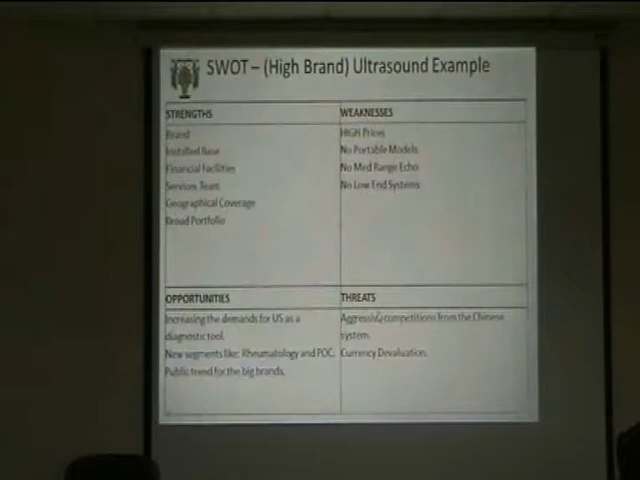 SWOT – (High Brand) Ultrasound Example
STRENGTHS
Brand
Installed Base
Financial Facilities
Services Team
Geographical Coverage
Broad Portfolio
WEAKNESSES
HIGH Prices
No Portable Models
No Med Range Echo
No Low End Systems
OPPORTUNITIES
Increasing the demands for US as a
diagnostic tool.
New segments like: Rheumatology and POC.
Public trend for the big brands.
THREATS
Aggressive competitions from the Chinese
system.
Currency Devaluation.